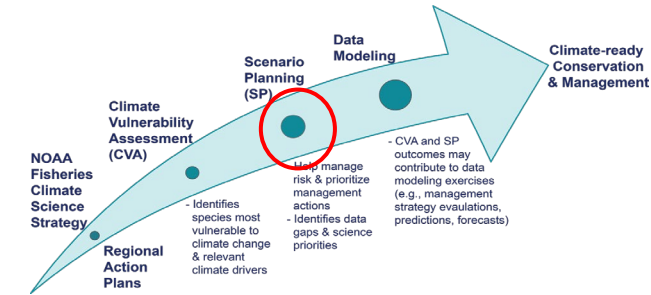 NOAA
Fisheries
Climate
Science
Strategy
Regional
Action
Plans
Climate
Vulnerability
Assessment
(CVA)
- Identifies
species most
vulnerable to
climate change
& relevant
climate drivers
Scenario
Planning
(SP)
- Help manage
risk & prioritize
management
actions
- Identifies data
gaps & science
priorities
Data
Modeling
- CVA and SP
outcomes may
contribute to data
modeling exercises
(e.g., management
strategy evaulations,
predictions, forecasts)
Climate-ready
Conservation
& Management